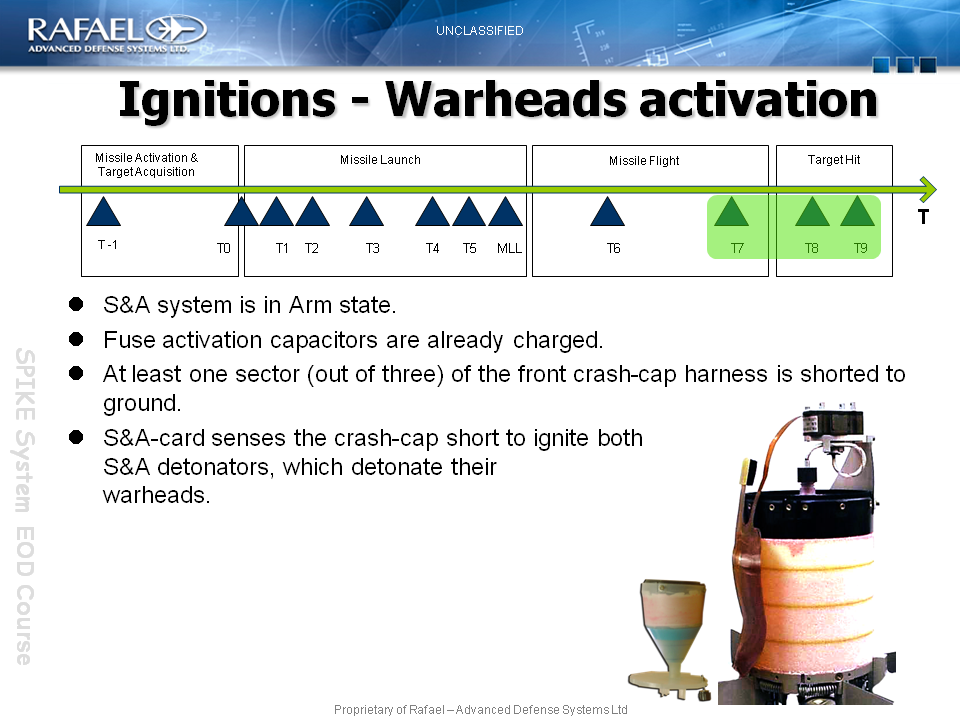 RAFAEL
ADVANCED DEFENSE SYSTEMS LTD.
UNCLASSIFIED
Ignitions - Warheads activation
Missile Activation &
Target Acquisition
Missile Launch
Missile Flight
Target Hit
T
T -1
T0
T1
T2
T3
T4
T5
MLL
T6
T7
T8
T9
S&A system is in Arm state.
Fuse activation capacitors are already charged.
At least one sector (out of three) of the front crash-cap harness is shorted to
ground.
S&A-card senses the crash-cap short to ignite both
S&A detonators, which detonate their
warheads.
SPIKE System EOD Course
Proprietary of Rafael – Advanced Defense Systems Ltd